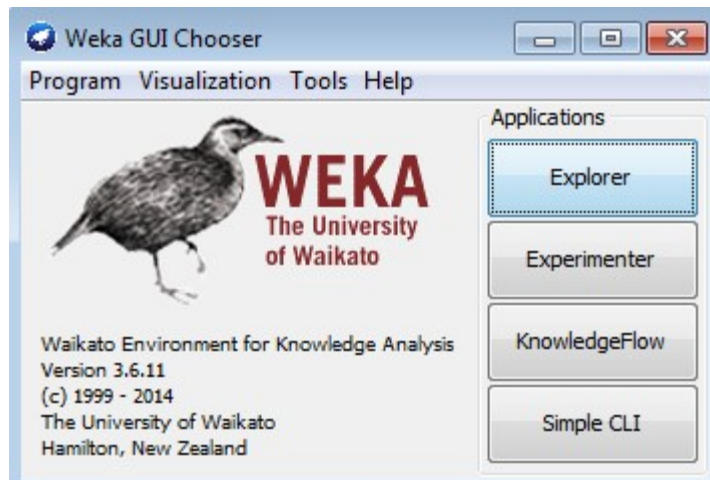 Weka GUI Chooser
Program Visualization Tools Help
Applications
WEKA
The University
of Waikato
Explorer
Experimenter
KnowledgeFlow
Simple CLI
Waikato Environment for Knowledge Analysis
Version 3.6.11
(c) 1999 - 2014
The University of Waikato
Hamilton, New Zealand